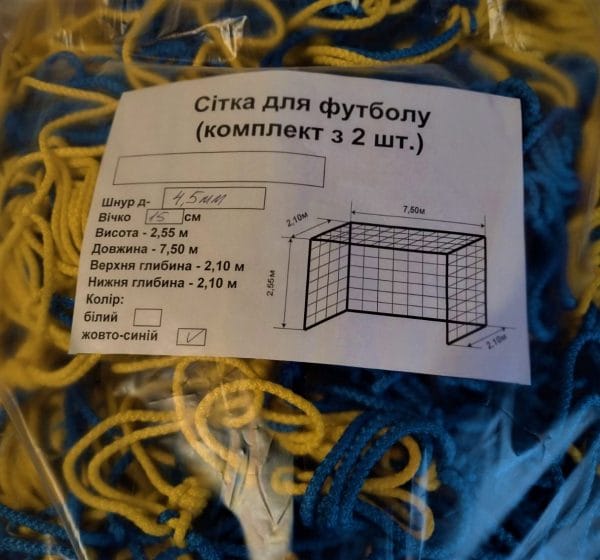 Сітка для футболу
(комплект з 2 шт.)
Шнур д- 4,5мм
Вічко 15 см
Висота - 2,55 м
Довжина - 7,50 м
Верхня глибина - 2,10 м
Нижня глибина - 2,10 м
Колір:
білий
жовто-синій ✓
2,10м
7,50м
2,55м
2,10м